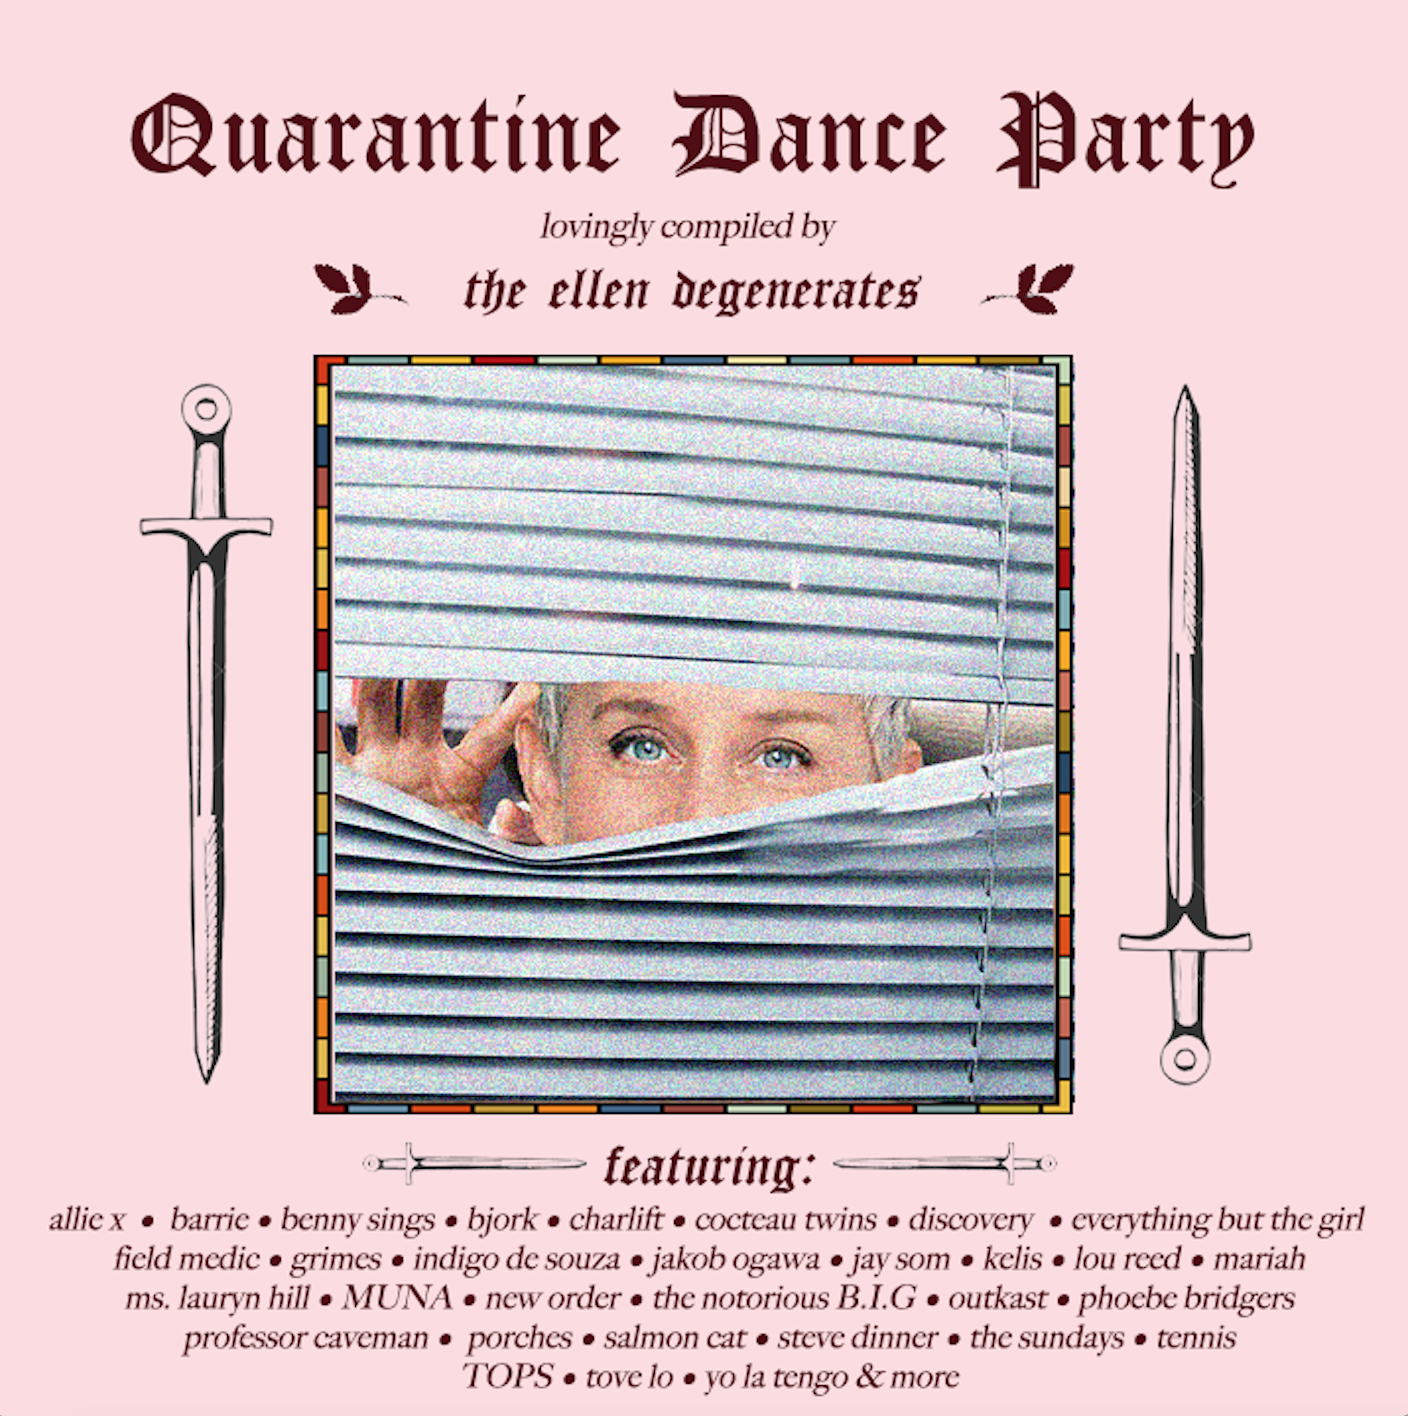 Quarantine Dance Party
lovingly compiled by
the ellen degenerates
featuring:
allie x • barrie • benny sings • bjork • charlift • cocteau twins • discovery • everything but the girl
field medic • grimes • indigo de souza • jakob ogawa • jay som • kelis • lou reed • mariah
ms. lauryn hill • MUNA • new order • the notorious B.I.G • outkast • phoebe bridgers
professor caveman • porches • salmon cat • steve dinner • the sundays • tennis
TOPS • tove lo • yo la tengo & more